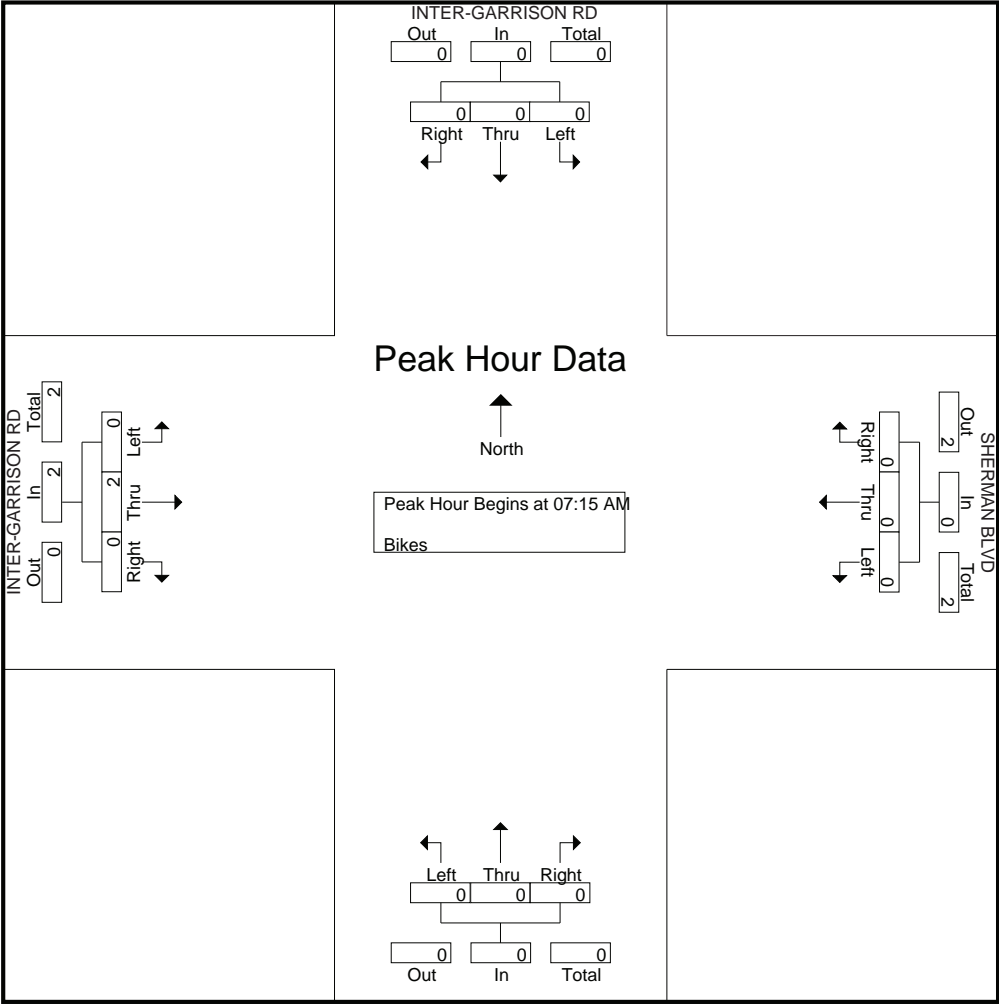 INTER-GARRISON RD
Out In Total
0 0 0
0 0 0
Right Thru Left
Peak Hour Data
North
Peak Hour Begins at 07:15 AM
Bikes
INTER-GARRISON RD
Out In Total
0 2 2
0 2 0
Right Thru Left
SHERMAN BLVD
Out In Total
2 0 2
0 0 0
Right Thru Left
Left Thru Right
0 0 0
0 0 0
Out In Total